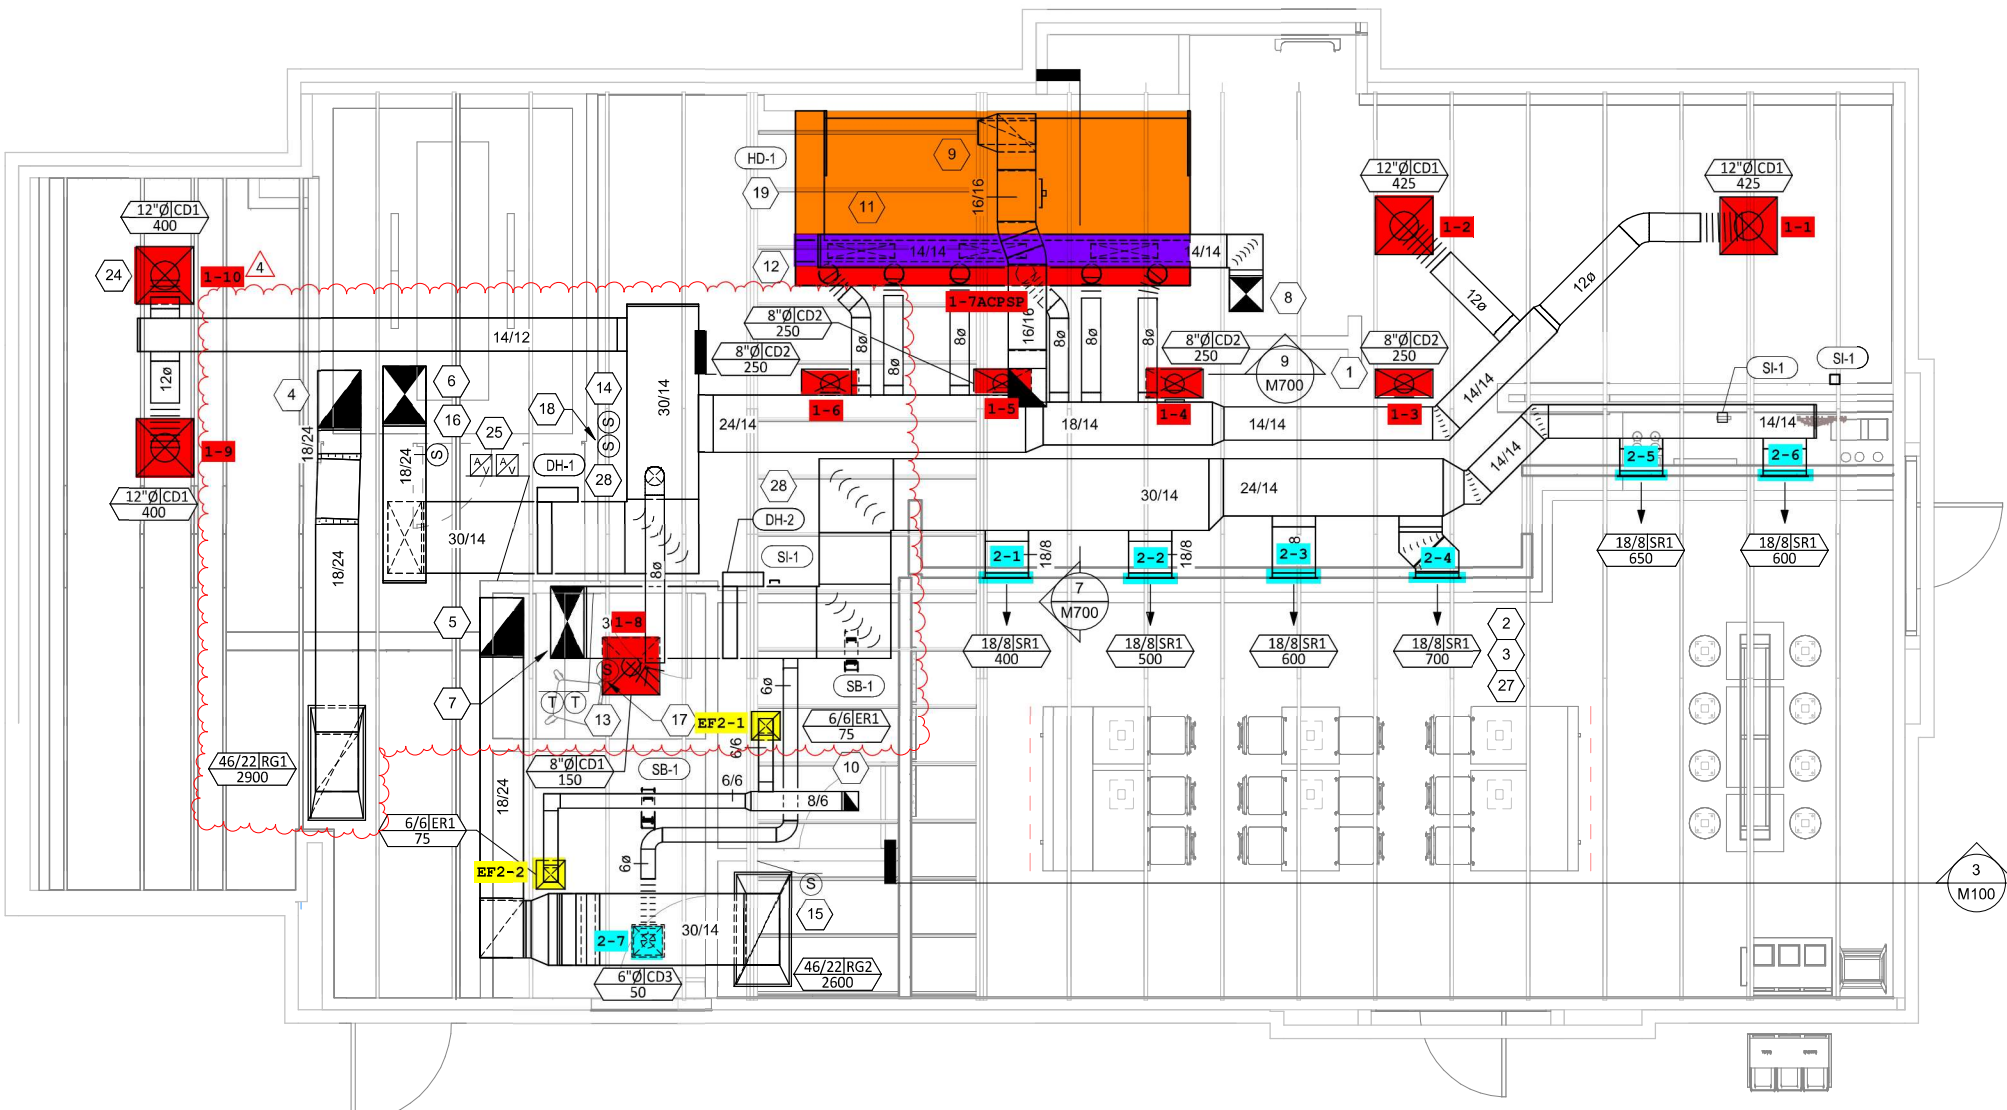 12"Ø CD1
425
12"Ø CD1
425
HD-1
9
19
16/16
11
1-2
1-1
12"Ø CD1
400
24
1-10
4
12
14/14
4/14
8
12ø
12ø
1-7ACPSP
8"Ø CD2
250
8"Ø CD2
250
8ø
8ø
8ø
16/16
8ø
8ø
8ø
8"Ø CD2
250
8"Ø CD2
250
9
M700
1
SI-1
SI-1
14/12
12ø
4
6
14
16
18
25
30/14
1-6
1-5
1-4
1-3
14/14
24/14
18/14
14/14
14/14
1-9
18/24
18/24
S
A/V
A/V
S
S
DH-1
28
28
14/14
2-5
2-6
12"Ø CD1
400
30/14
18/24
30/14
24/14
DH-2
SI-1
8ø
2-1
18/8
2-2
18/8
2-3
8
2-4
18/8 SR1
650
18/8 SR1
600
7
M700
5
3
1-8
S
18/8 SR1
400
18/8 SR1
500
18/8 SR1
600
18/8 SR1
700
2
3
27
7
T
T
13
17
6ø
SB-1
EF2-1
6/6 ER1
75
6/6
46/22 RG1
2900
8"Ø CD1
150
SB-1
10
18/24
6/6
8/6
6/6 ER1
75
EF2-2
6ø
S
15
3
M100
2-7
30/14
6"Ø CD3
50
46/22 RG2
2600